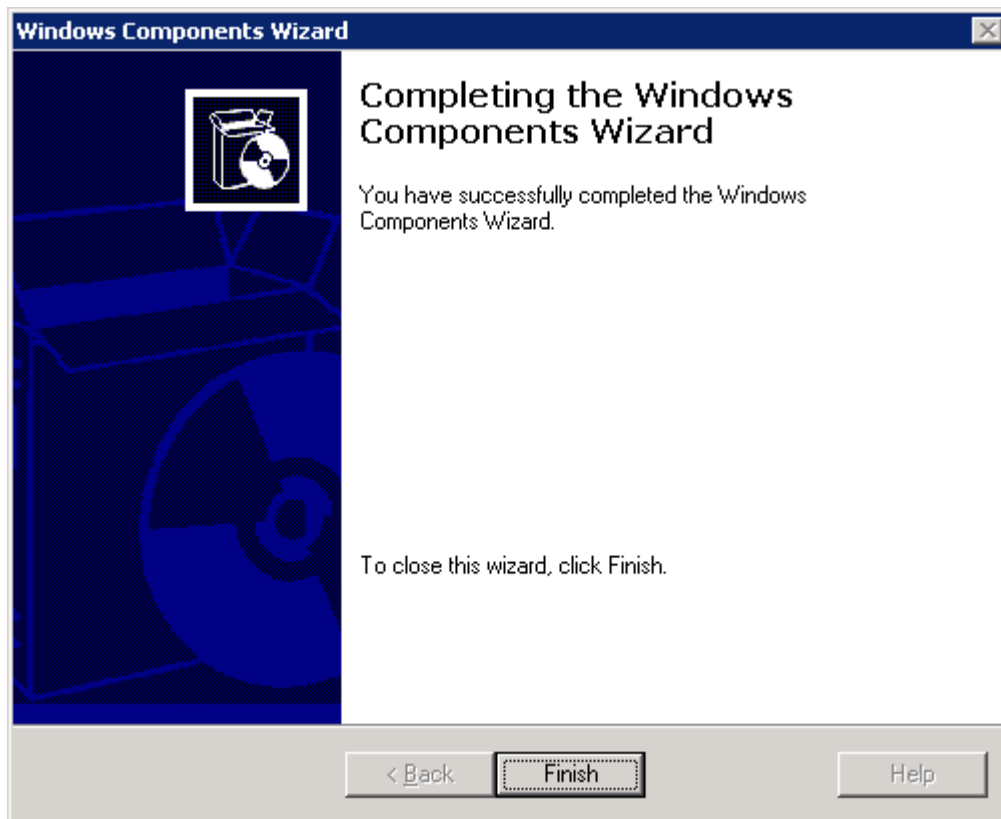 Windows Components Wizard
Completing the Windows
Components Wizard
You have successfully completed the Windows
Components Wizard.
To close this wizard, click Finish.
< Back
Finish
Help